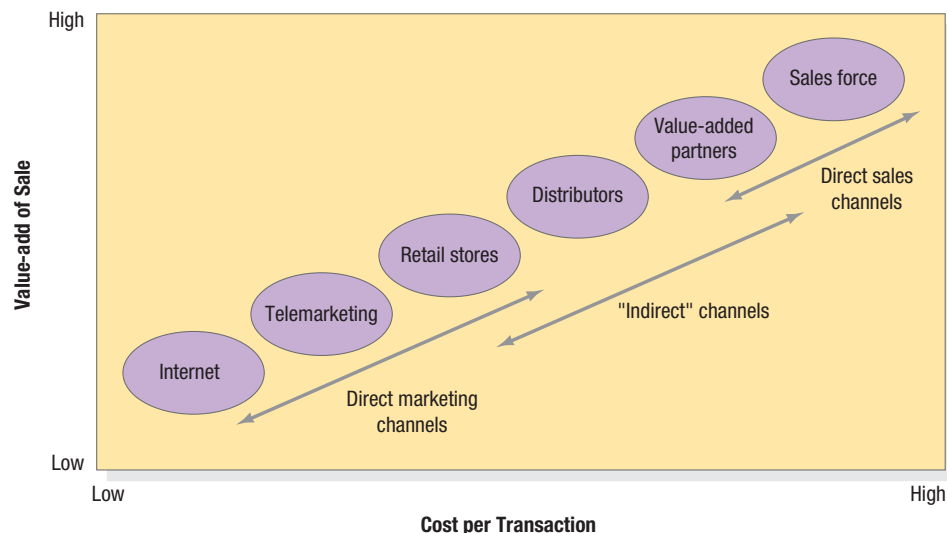 High
Sales force
Value-added
partners
Direct sales
channels
Distributors
Retail stores
"Indirect" channels
Telemarketing
Internet
Direct marketing
channels
Value-add of Sale
Low
Low
High
Cost per Transaction